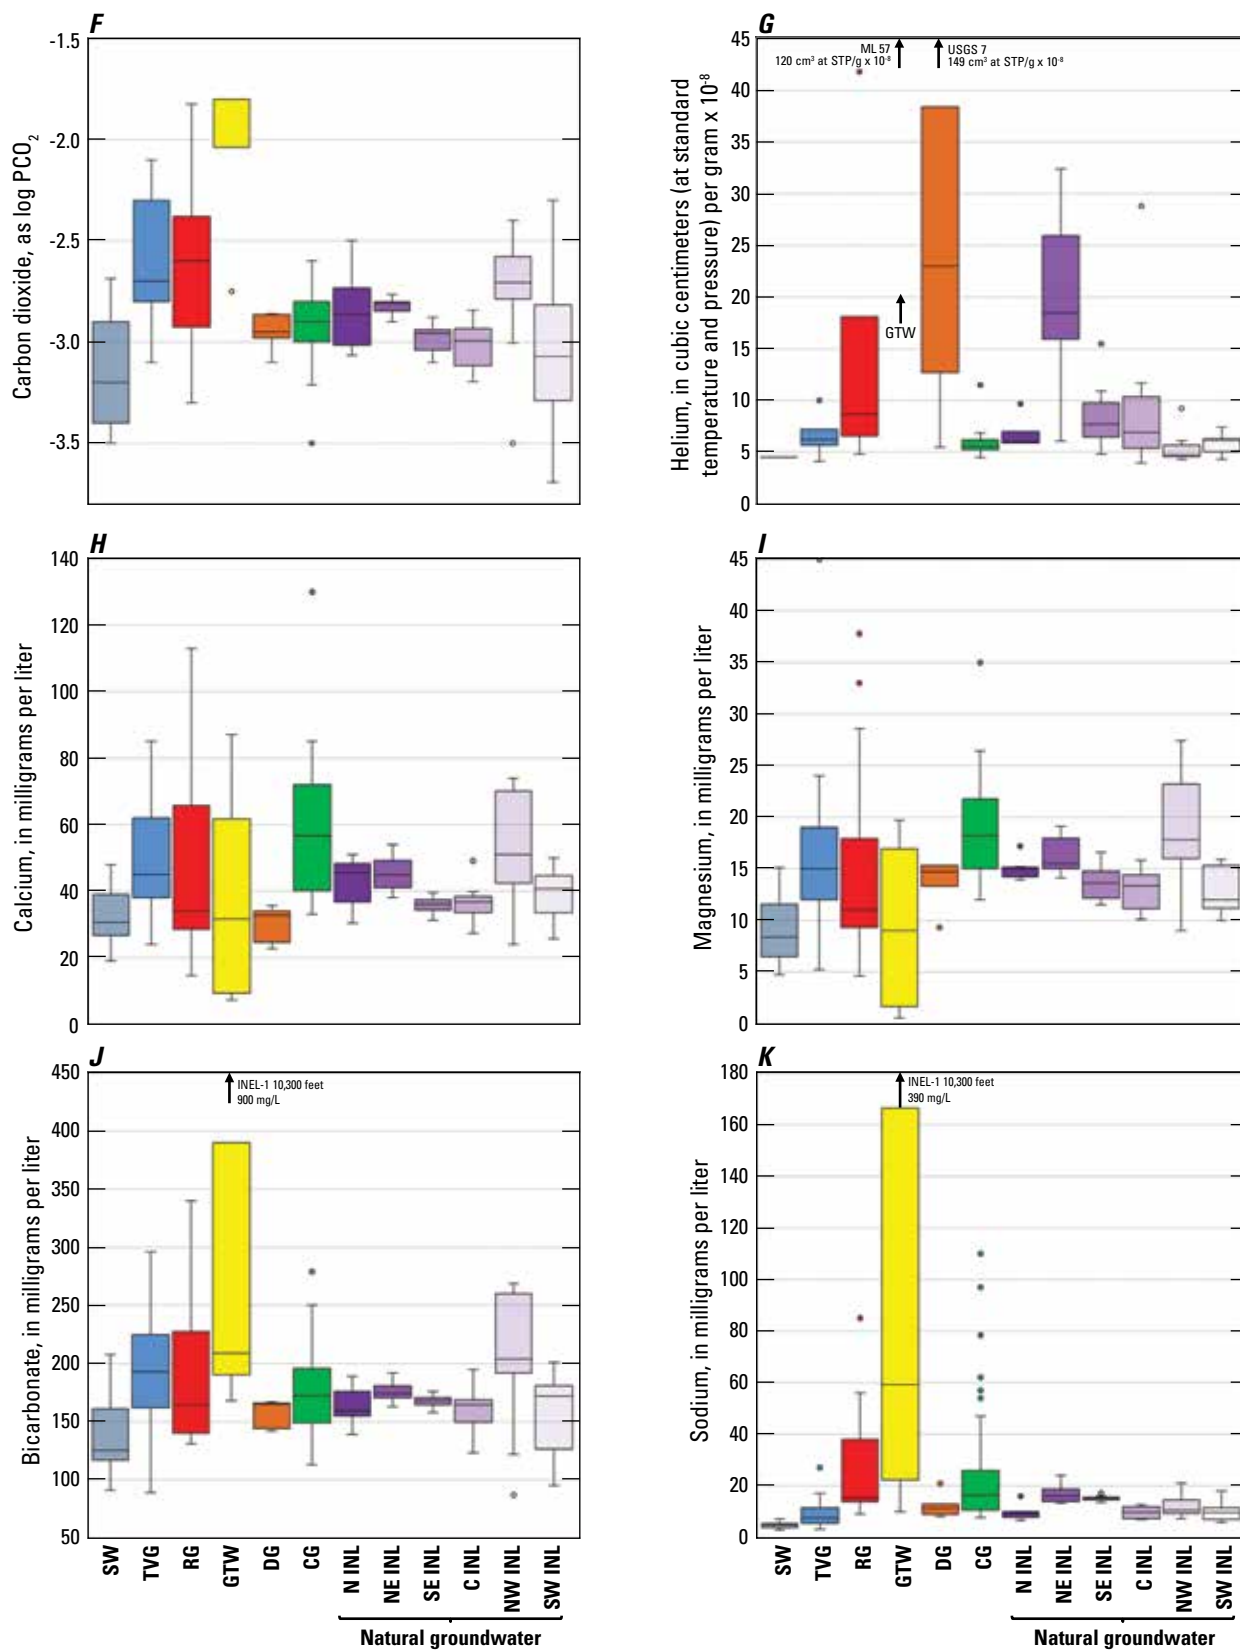 F
-1.5
-2.0
-2.5
-3.0
-3.5
Carbon dioxide, as log PCO2
G
45
40
35
30
25
20
15
10
5
0
Helium, in cubic centimeters (at standard
temperature and pressure) per gram x 10-8
ML 57
120 cm3 at STP/g x 10-8
USGS 7
149 cm3 at STP/g x 10-8
GTW
H
140
120
100
80
60
40
20
0
Calcium, in milligrams per liter
I
45
40
35
30
25
20
15
10
5
0
Magnesium, in milligrams per liter
J
450
400
350
300
250
200
150
100
50
Bicarbonate, in milligrams per liter
INEL-1 10,300 feet
900 mg/L
SW
TVG
RG
GTW
DG
CG
N INL
NE INL
SE INL
C INL
NW INL
SW INL
Natural groundwater
K
180
160
140
120
100
80
60
40
20
0
Sodium, in milligrams per liter
INEL-1 10,300 feet
390 mg/L
SW
TVG
RG
GTW
DG
CG
N INL
NE INL
SE INL
C INL
NW INL
SW INL
Natural groundwater